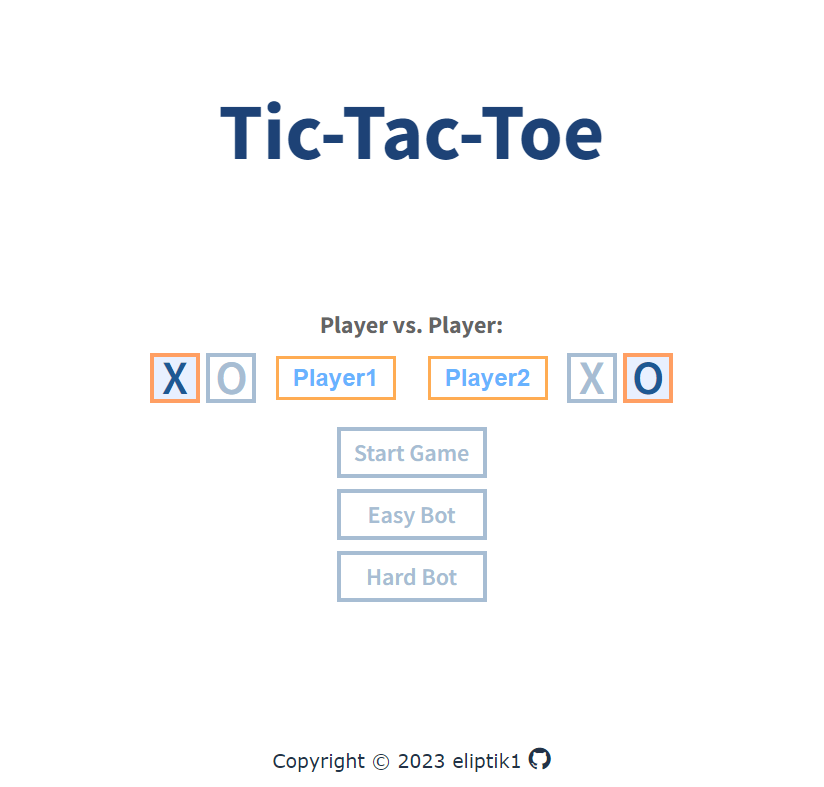 Tic-Tac-Toe
Player vs. Player:
X O Player1 Player2 X O
Start Game
Easy Bot
Hard Bot
Copyright © 2023 eliptik1